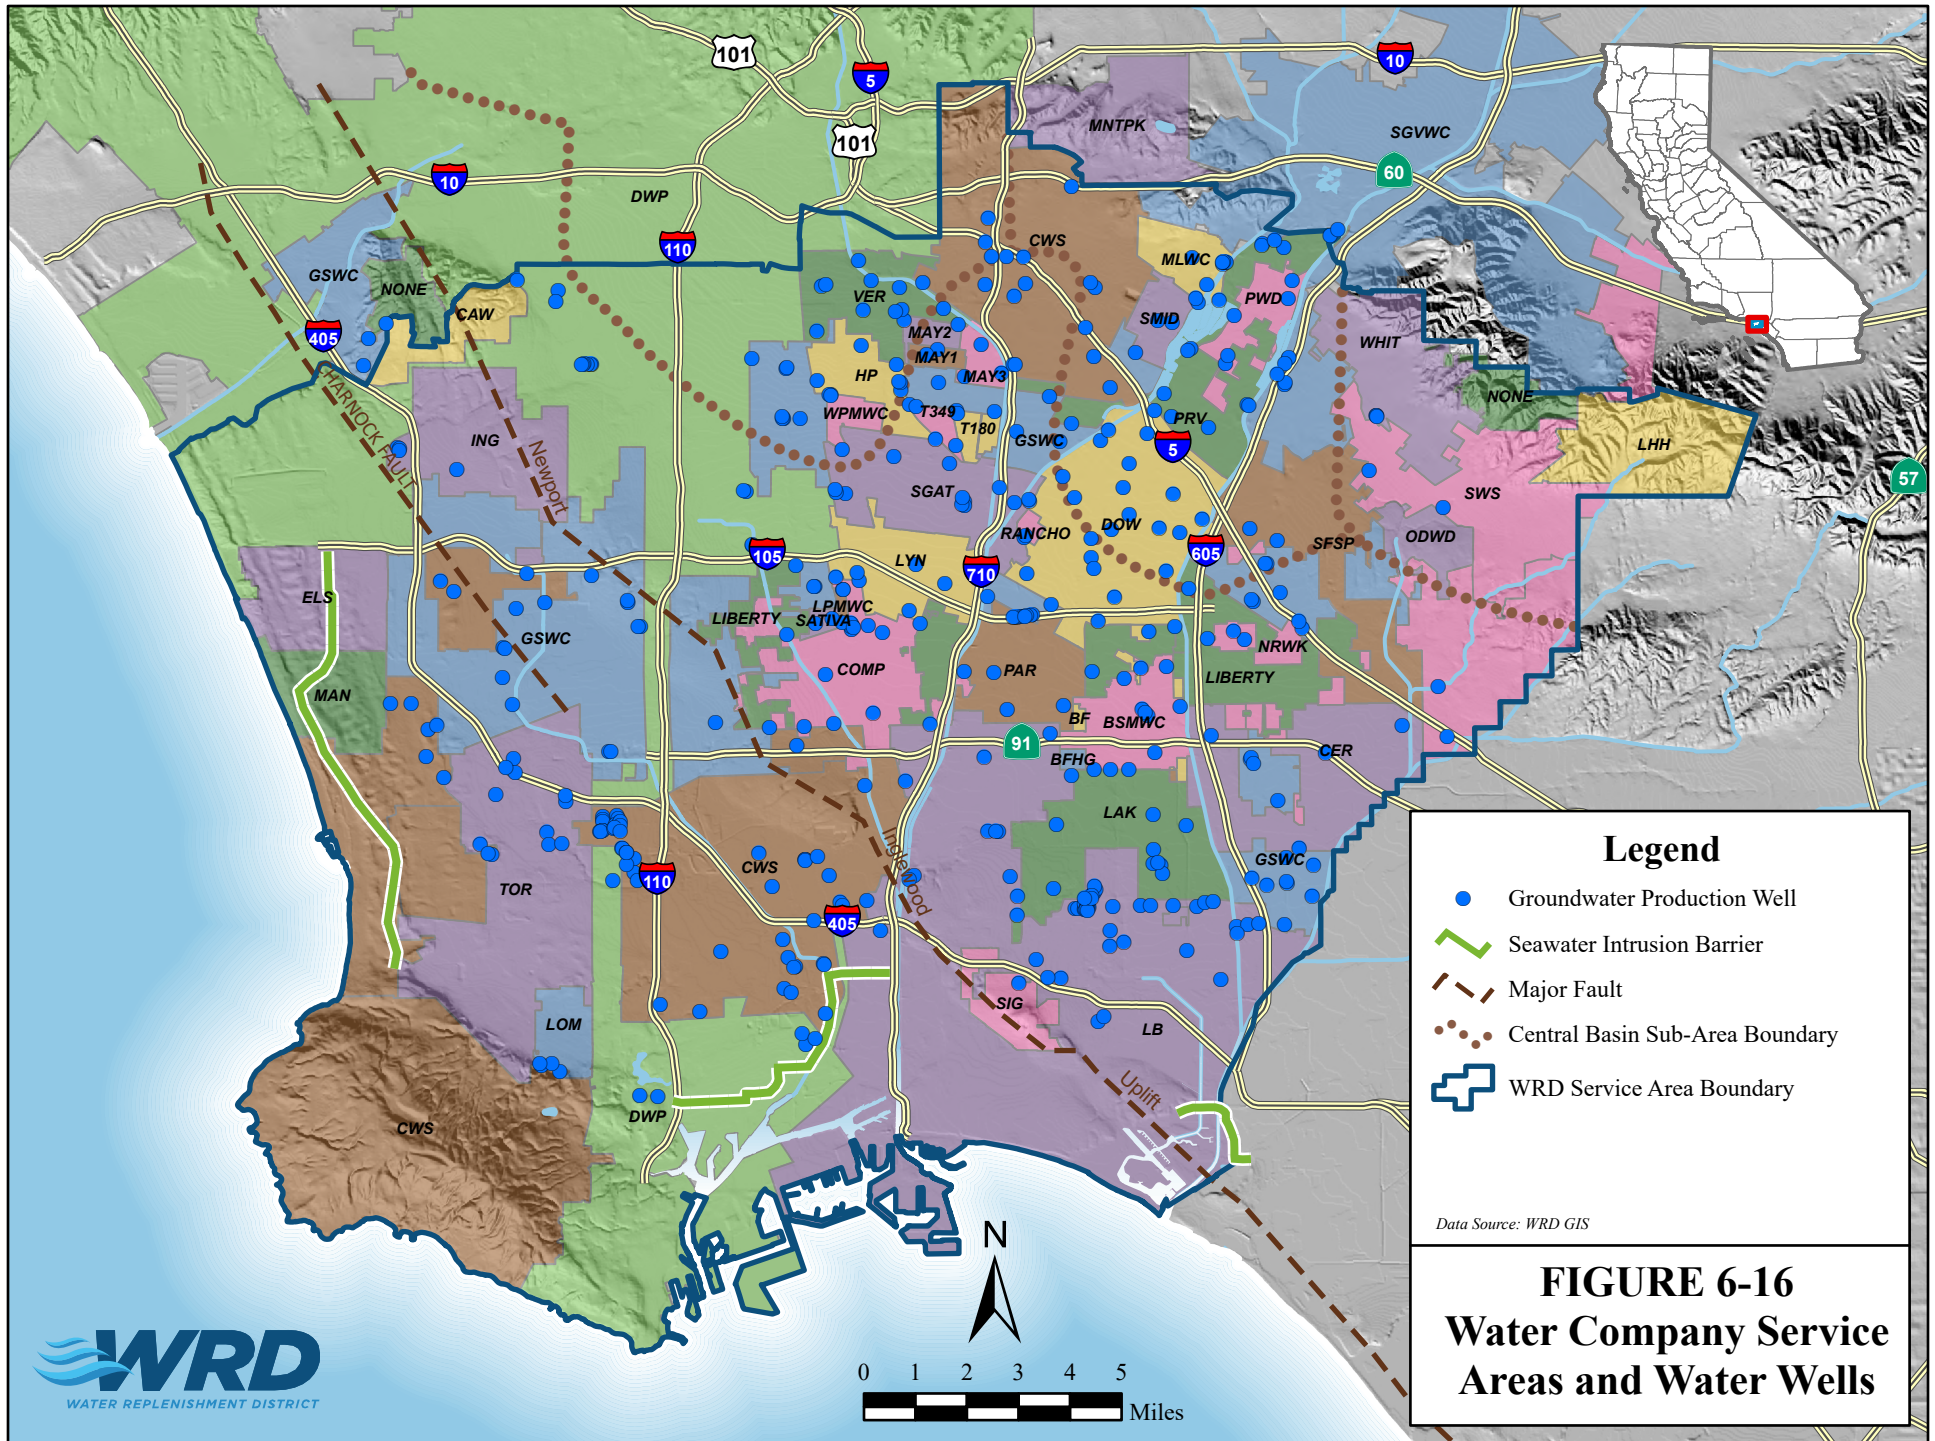 101
5
10
101
MNTPK
SGVWC
60
10
DWP
110
CWS
GSWC
NONE
MLWC
CAW
VER
PWD
SMID
405
MAY2
WHIT
MAY1
HP
MAY3
NONE
CHARNOCK FAULT
WPMWC
T349
T180
PRV
ING
GSWC
5
LHH
Newport
57
SGAT
SWS
DOW
RANCHO
ODWD
SFSP
105
605
LYN
710
ELS
LPMWC
LIBERTY
SATIVA
GSWC
NRWK
COMP
PAR
LIBERTY
MAN
BF
BSMWC
91
CER
BFHG
LAK
Inglewood
CWS
GSWC
TOR
110
405
SIG
LOM
LB
Uplift
DWP
CWS
Legend
Groundwater Production Well
Seawater Intrusion Barrier
Major Fault
Central Basin Sub-Area Boundary
WRD Service Area Boundary
Data Source: WRD GIS
N
FIGURE 6-16
Water Company Service
Areas and Water Wells
WRD
WATER REPLENISHMENT DISTRICT
0 1 2 3 4 5
Miles